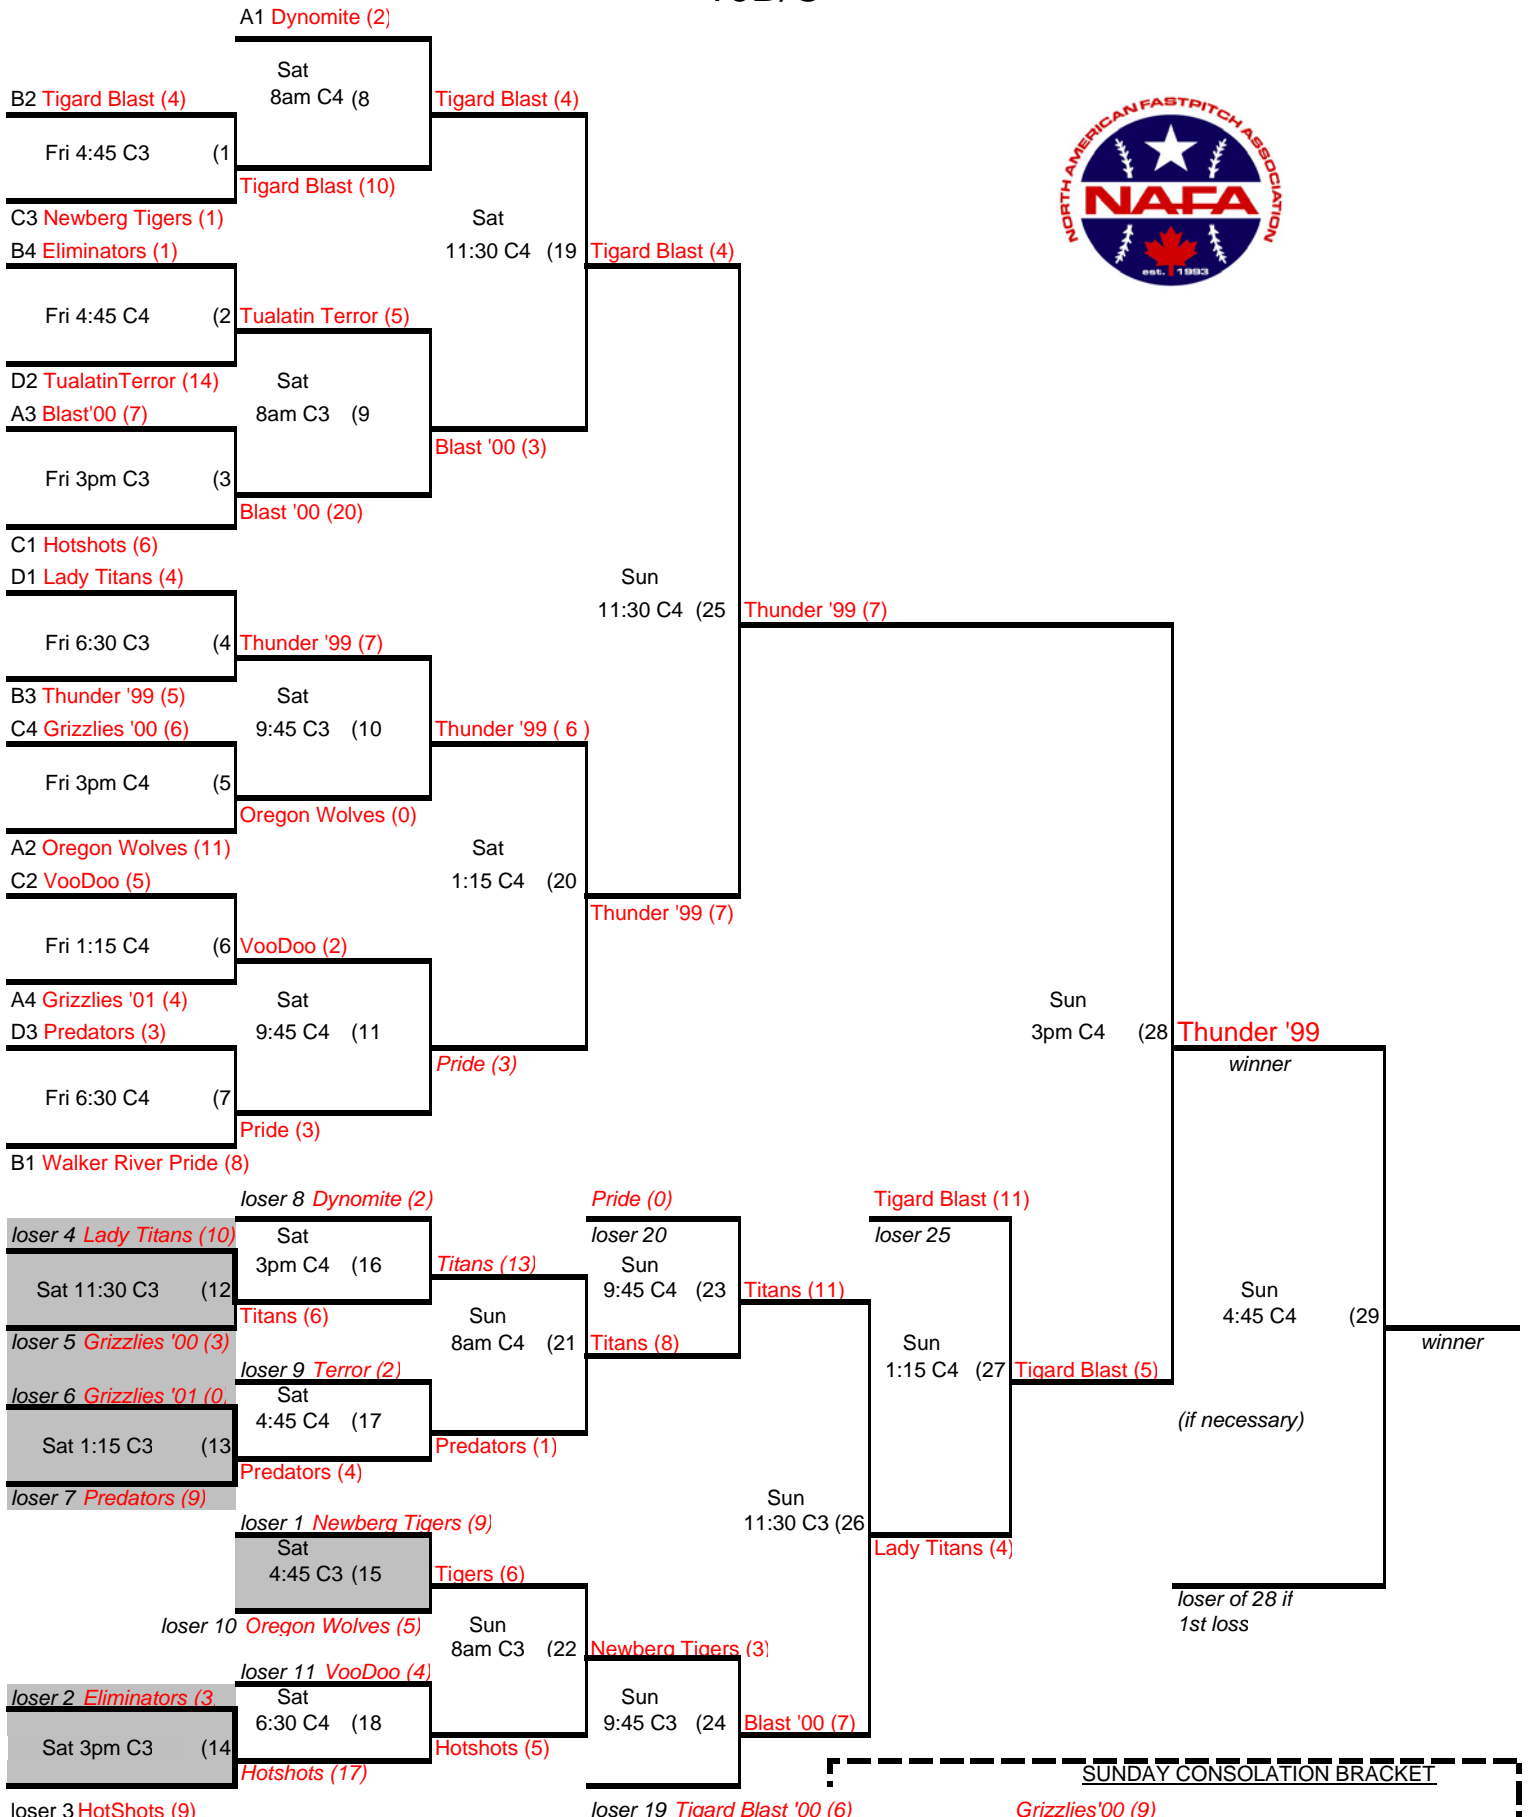 A1 Dynomite (2)
Sat
8am C4 (8
B2 Tigard Blast (4)
Tigard Blast (4)
Fri 4:45 C3 (1
Tigard Blast (10)
C3 Newberg Tigers (1)
Sat
B4 Eliminators (1)
11:30 C4 (19
Tigard Blast (4)
Fri 4:45 C4 (2
Tualatin Terror (5)
D2 TualatinTerror (14)
Sat
A3 Blast'00 (7)
8am C3 (9
Blast '00 (3)
Fri 3pm C3 (3
Blast '00 (20)
C1 Hotshots (6)
D1 Lady Titans (4)
Sun
11:30 C4 (25
Thunder '99 (7)
Fri 6:30 C3 (4
Thunder '99 (7)
B3 Thunder '99 (5)
Sat
C4 Grizzlies '00 (6)
9:45 C3 (10
Thunder '99 ( 6 )
Fri 3pm C4 (5
Oregon Wolves (0)
A2 Oregon Wolves (11)
Sat
C2 VooDoo (5)
1:15 C4 (20
Thunder '99 (7)
Fri 1:15 C4 (6
VooDoo (2)
A4 Grizzlies '01 (4)
Sat
Sun
D3 Predators (3)
9:45 C4 (11
3pm C4 (28
Thunder '99
winner
Pride (3)
Fri 6:30 C4 (7
Pride (3)
B1 Walker River Pride (8)
loser 8 Dynomite (2)
Pride (0)
Tigard Blast (11)
loser 4 Lady Titans (10)
Sat
loser 20
loser 25
3pm C4 (16
Titans (13)
Sun
Sat 11:30 C3 (12
9:45 C4 (23
Titans (11)
Sun
4:45 C4 (29
Titans (6)
Sun
loser 5 Grizzlies '00 (3)
8am C4 (21
Titans (8)
Sun
winner
loser 9 Terror (2)
1:15 C4 (27
Tigard Blast (5)
loser 6 Grizzlies '01 (0)
Sat
4:45 C4 (17
(if necessary)
Sat 1:15 C3 (13
Predators (1)
Predators (4)
loser 7 Predators (9)
Sun
loser 1 Newberg Tigers (9)
11:30 C3 (26
Sat
Lady Titans (4)
4:45 C3 (15
Tigers (6)
loser of 28 if
1st loss
loser 10 Oregon Wolves (5)
Sun
8am C3 (22
Newberg Tigers (3)
loser 11 VooDoo (4)
loser 2 Eliminators (3
Sat
Sun
6:30 C4 (18
9:45 C3 (24
Blast '00 (7)
Sat 3pm C3 (14
Hotshots (5)
Hotshots (17)
SUNDAY CONSOLATION BRACKET
loser 3 HotShots (9)
loser 19 Tigard Blast '00 (6)
Grizzlies'00 (9)
NORTH AMERICAN FASTPITCH ASSOCIATION
NAFA
est. 1993